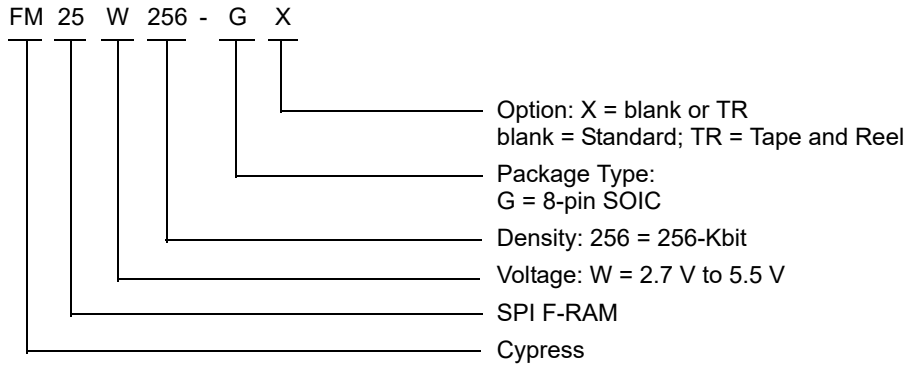 FM 25 W 256 - G X
Option: X = blank or TR
blank = Standard; TR = Tape and Reel
Package Type:
G = 8-pin SOIC
Density: 256 = 256-Kbit
Voltage: W = 2.7 V to 5.5 V
SPI F-RAM
Cypress